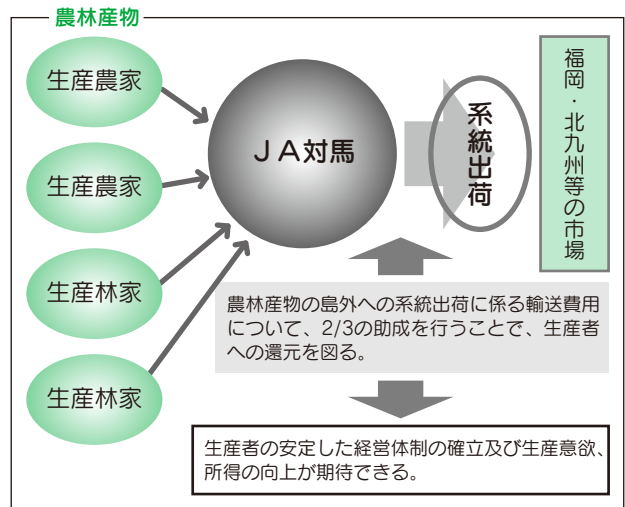 農林産物
生産農家
生産農家
生産林家
生産林家
ＪＡ対馬
系統出荷
福岡・北九州等の市場
農林産物の島外への系統出荷に係る輸送費用
について、2/3の助成を行うことで、生産者
への還元を図る。
生産者の安定した経営体制の確立及び生産意欲、
所得の向上が期待できる。